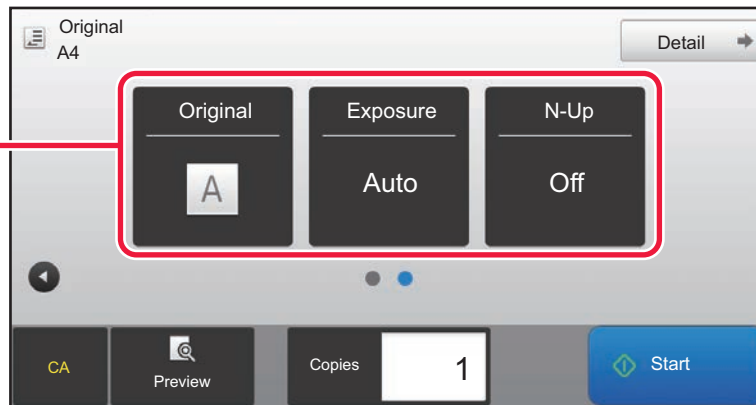 Original
A4
Detail
Original
Exposure
N-Up
A
Auto
Off
CA
Preview
Copies
1
Start